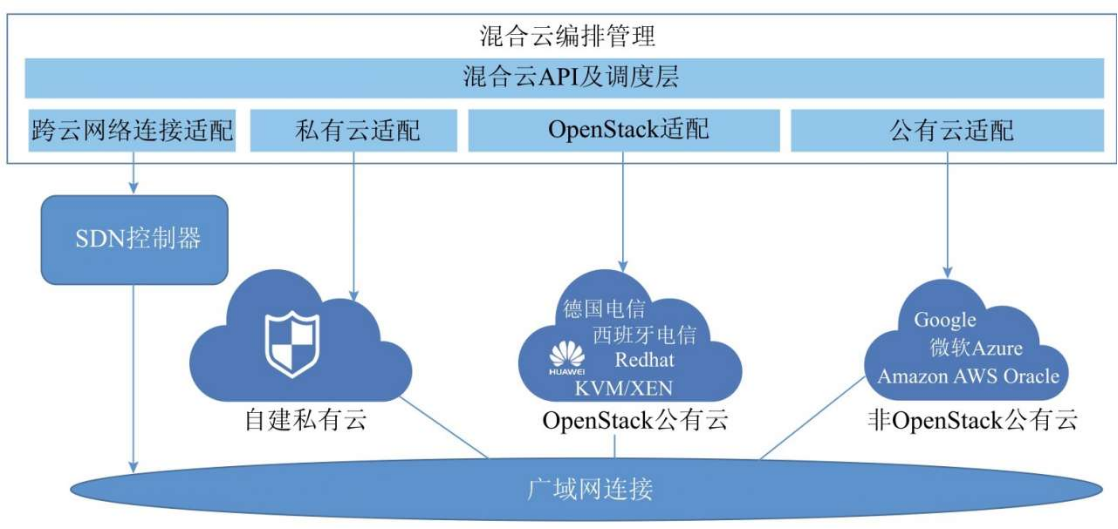 混合云编排管理
混合云API及调度层
跨云网络连接适配
私有云适配
OpenStack适配
公有云适配
SDN控制器
德国电信
西班牙电信
Redhat
HUAWEI
KVM/XEN
Google
微软Azure
Amazon AWS Oracle
自建私有云
OpenStack公有云
非OpenStack公有云
广域网连接